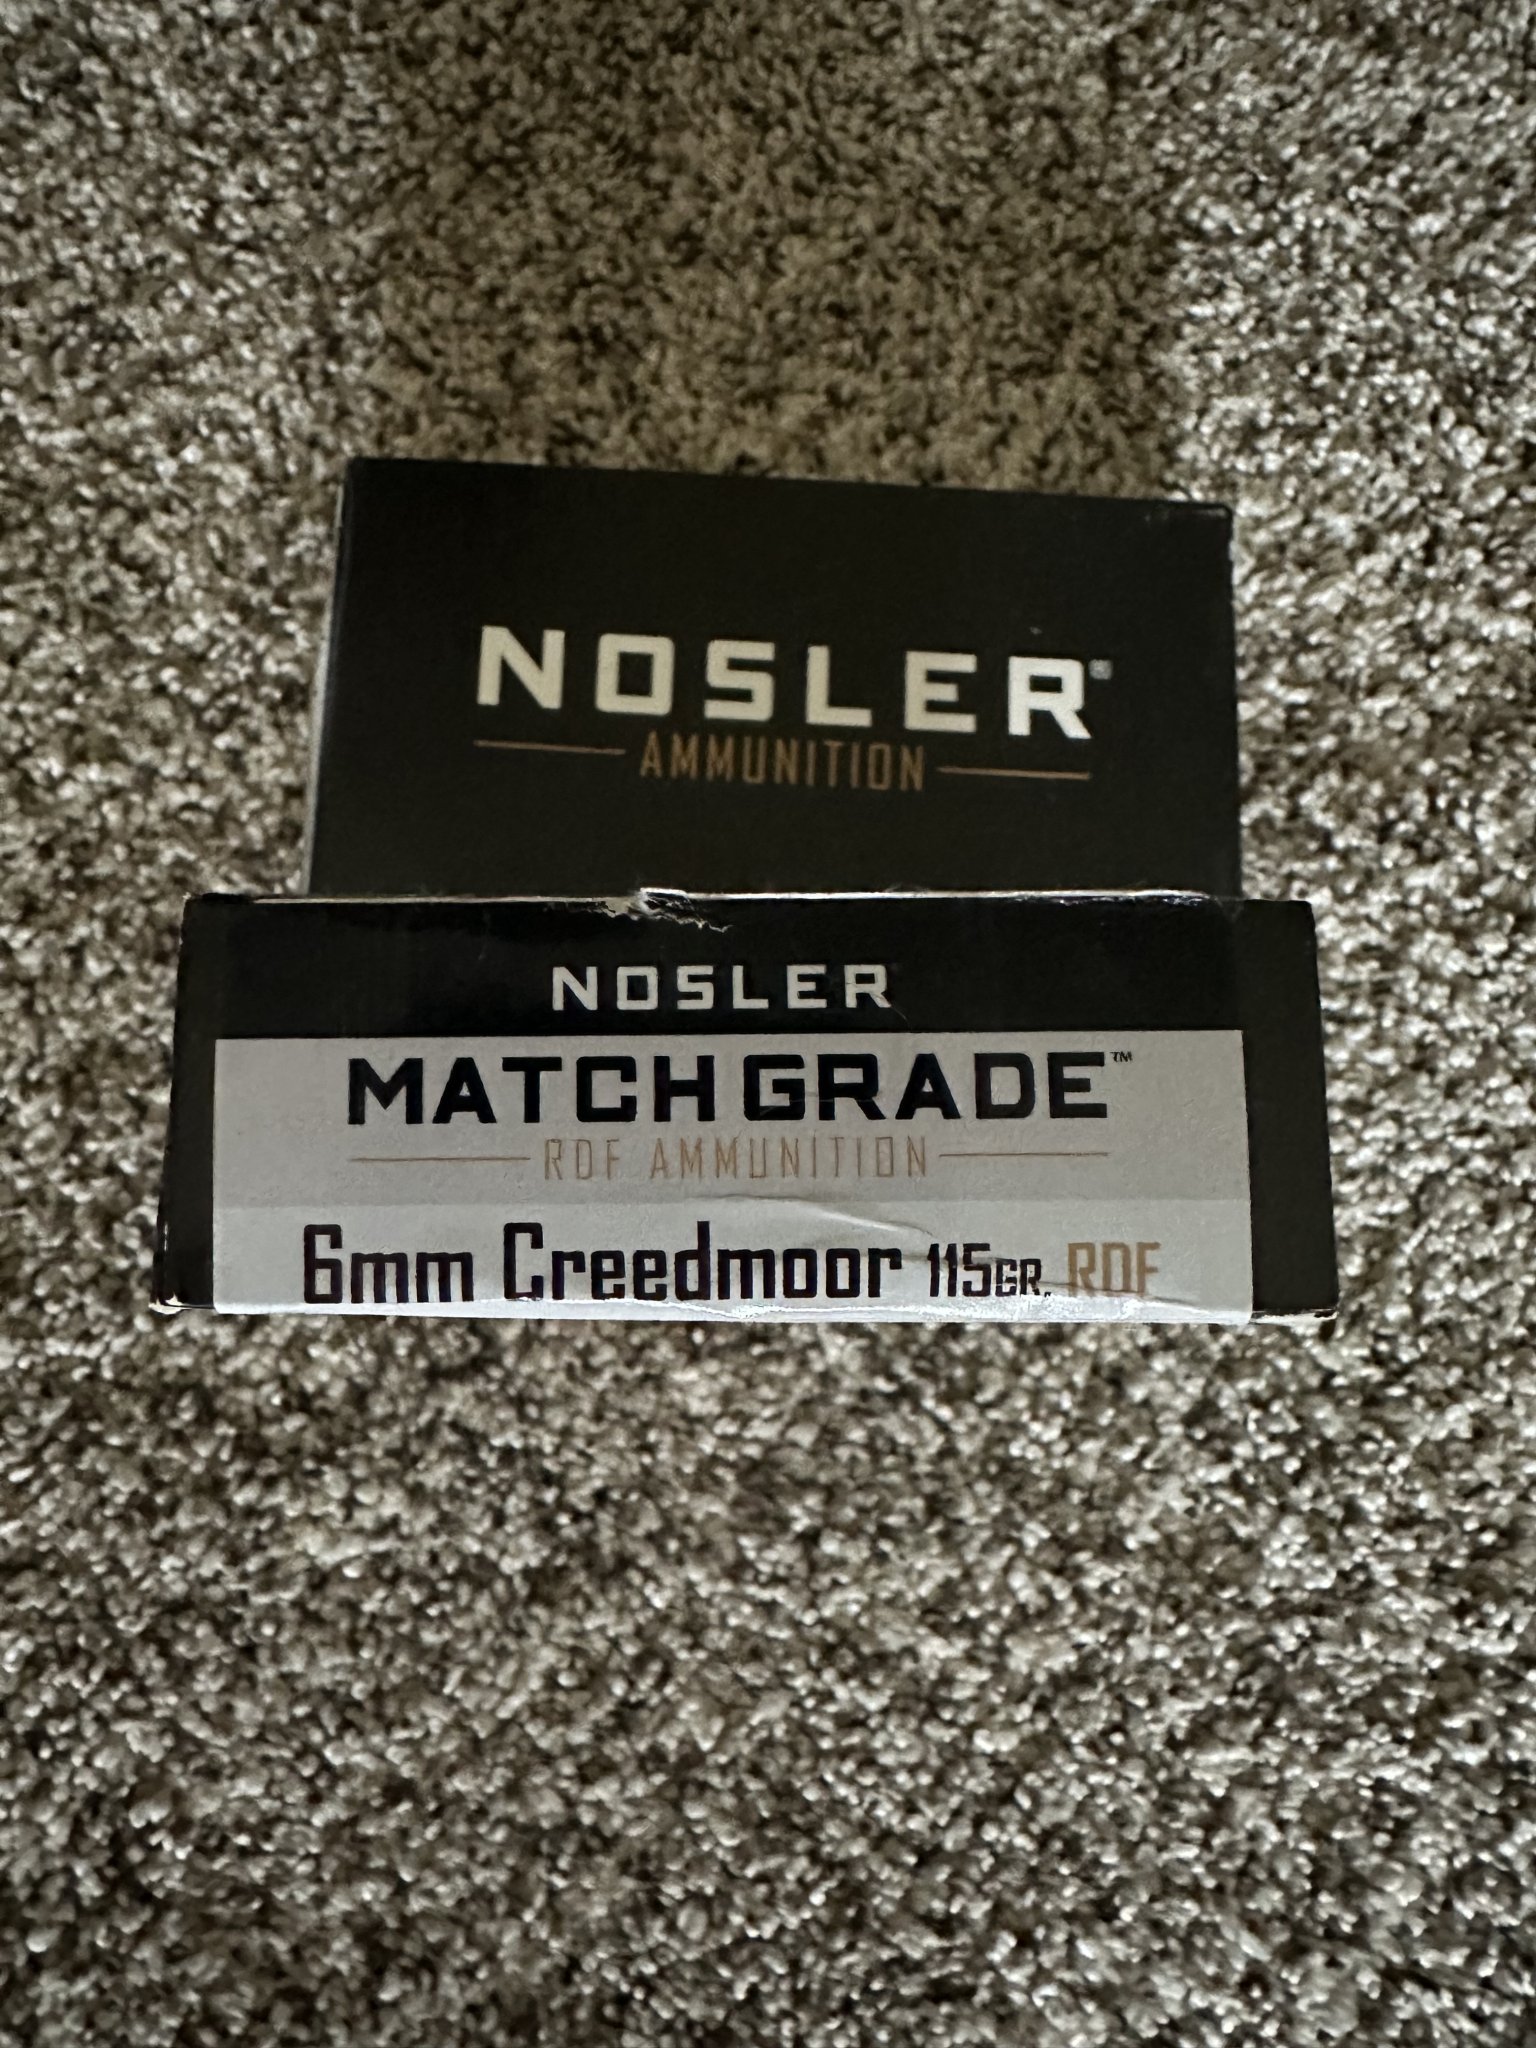 NOSLER®
AMMUNITION
NOSLER
MATCH GRADE™
RDF AMMUNITION
6mm Creedmoor 115GR. RDF